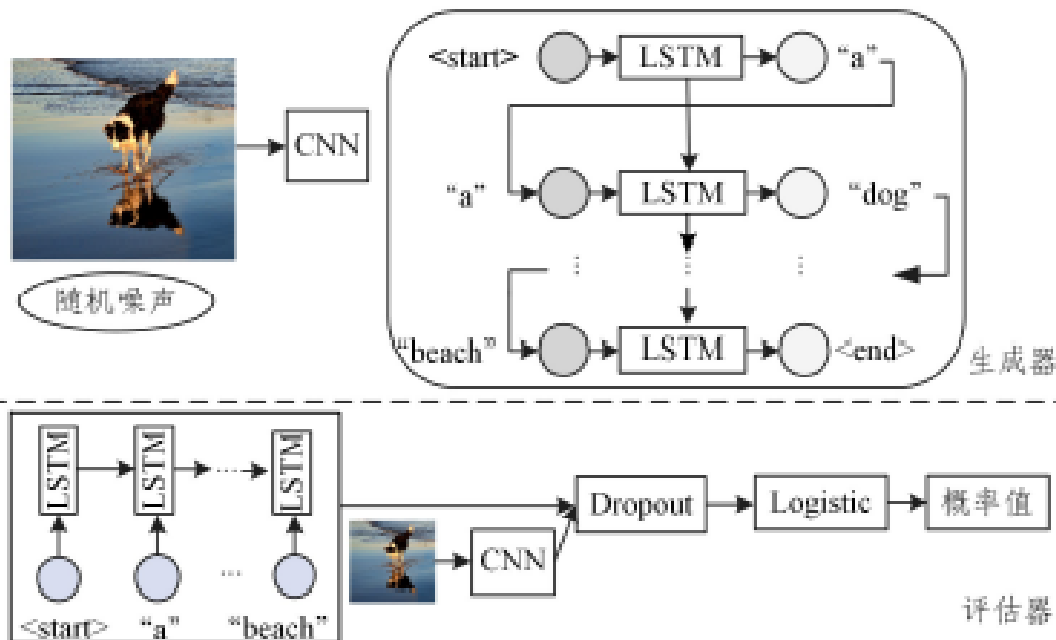 <start> LSTM "a"
CNN
"a" LSTM "dog"
⋮ ⋮ ⋮
随机噪声
"beach" LSTM <end>
生成器
LSTM LSTM ...... LSTM
Dropout Logistic 概率值
CNN
...
<start> "a" "beach"
评估器